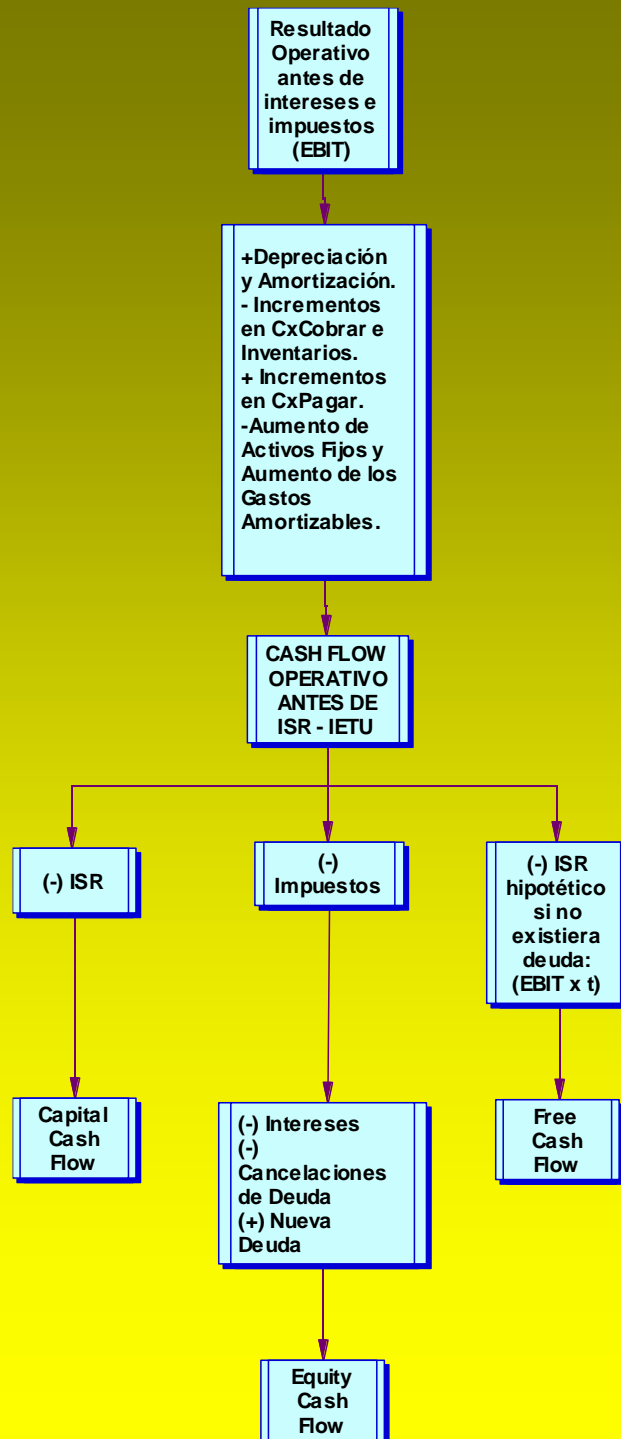 Resultado
Operativo
antes de
intereses e
impuestos
(EBIT)
+Depreciación
y Amortización.
- Incrementos
en CxCobrar e
Inventarios.
+ Incrementos
en CxPagar.
-Aumento de
Activos Fijos y
Aumento de los
Gastos
Amortizables.
CASH FLOW
OPERATIVO
ANTES DE
ISR - IETU
(-) ISR
(-)
Impuestos
(-) ISR
hipotético
si no
existiera
deuda:
(EBIT x t)
Capital
Cash
Flow
(-) Intereses
(-)
Cancelaciones
de Deuda
(+) Nueva
Deuda
Free
Cash
Flow
Equity
Cash
Flow